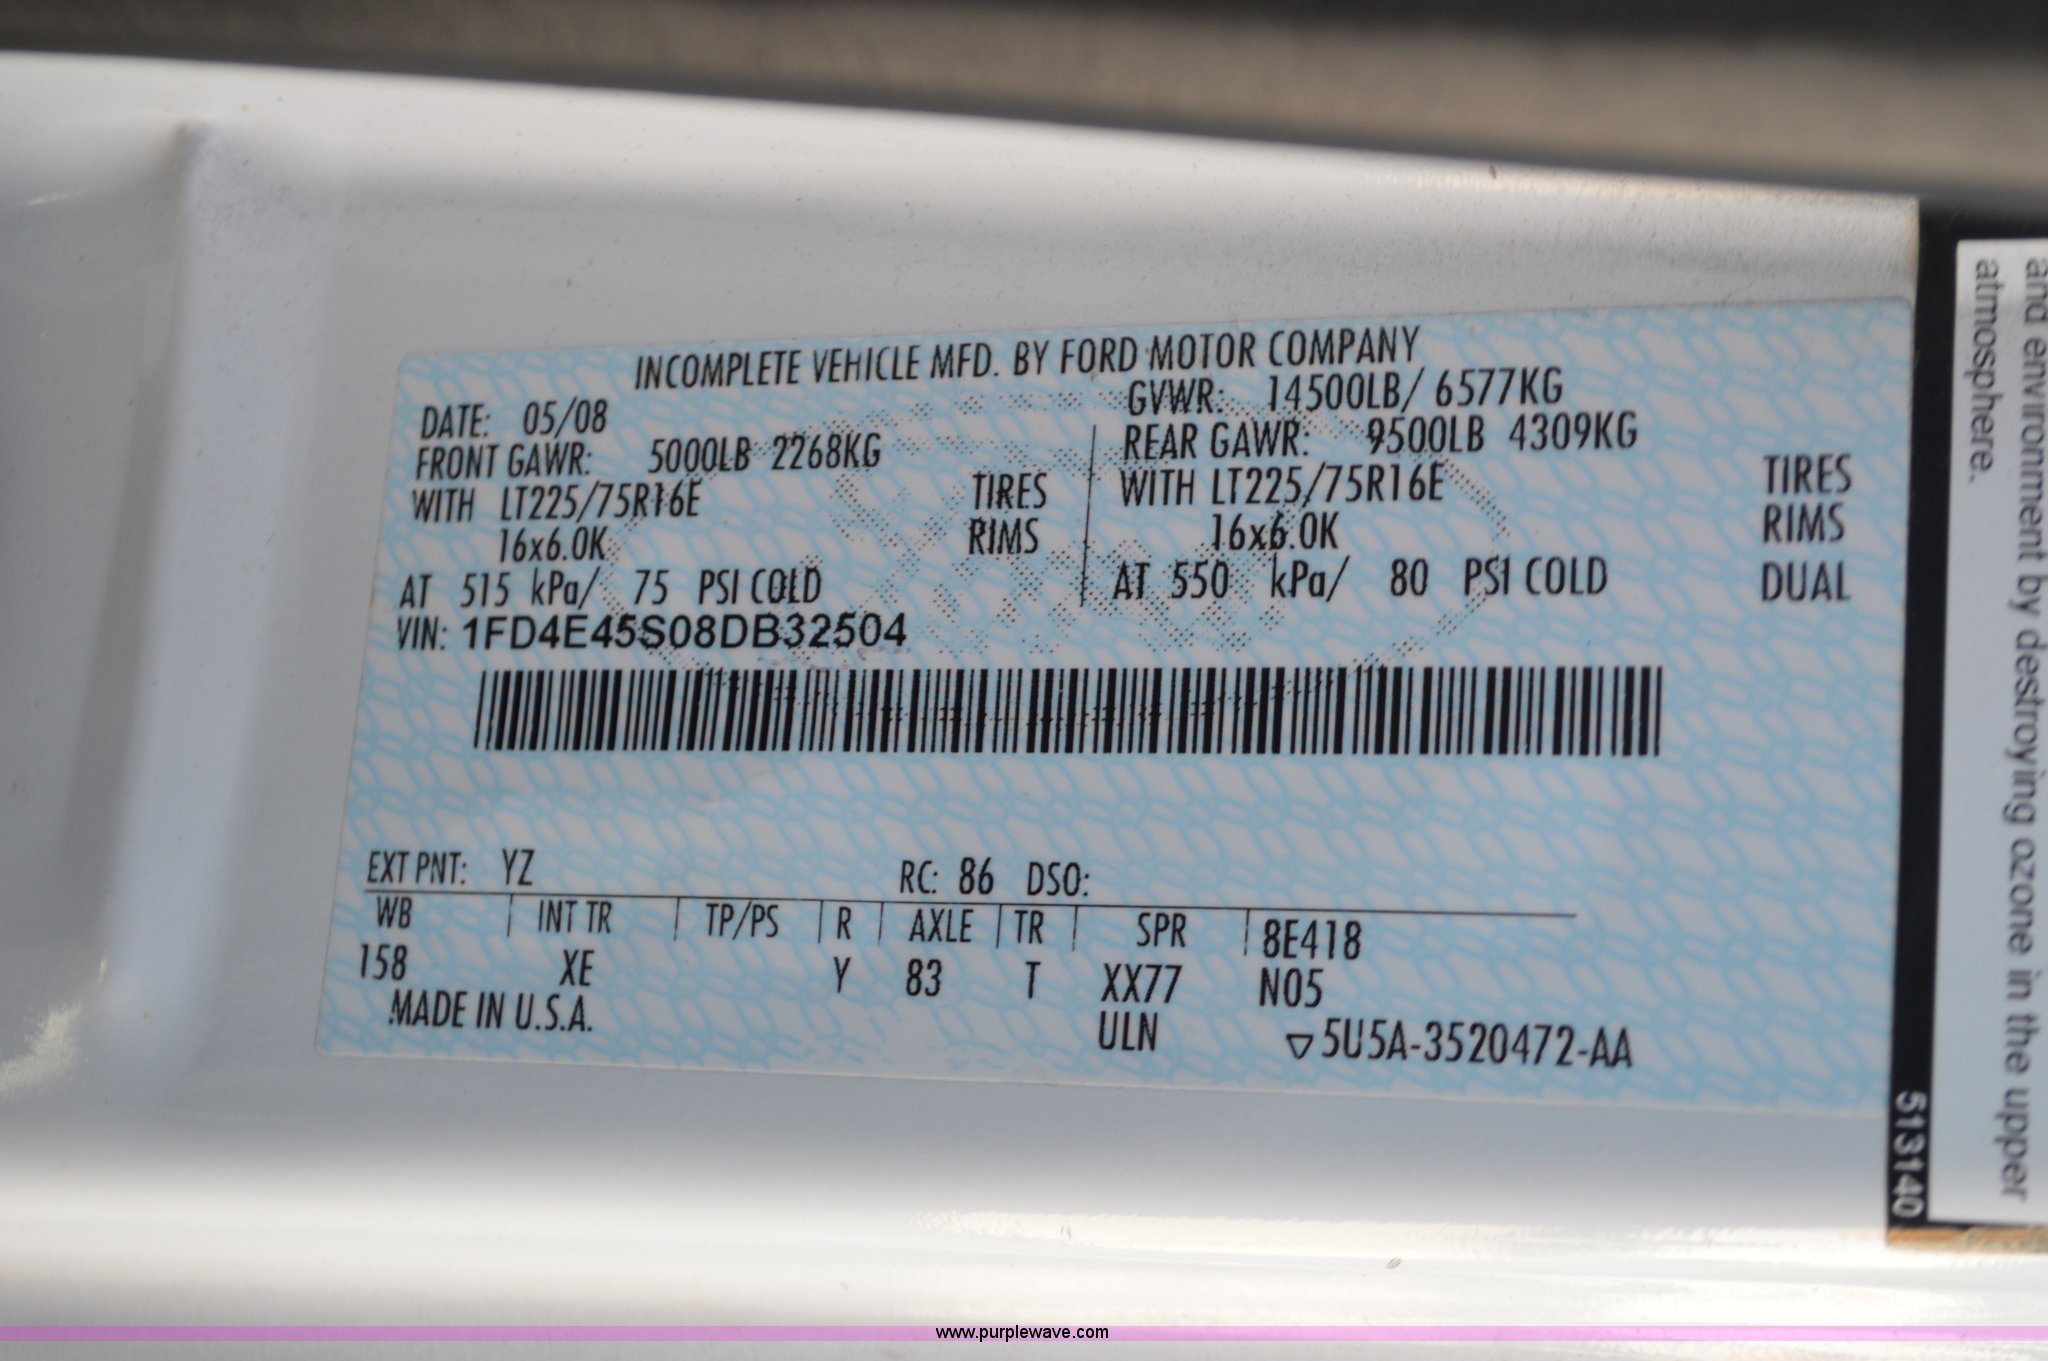 INCOMPLETE VEHICLE MFD. BY FORD MOTOR COMPANY
DATE: 05/08 GVWR: 14500LB/ 6577KG
FRONT GAWR: 5000LB 2268KG REAR GAWR: 9500LB 4309KG
WITH LT225/75R16E TIRES WITH LT225/75R16E TIRES
16x6.0K RIMS 16x6.0K RIMS
AT 515 kPa/ 75 PSI COLD AT 550 kPa/ 80 PSI COLD DUAL
VIN: 1FD4E45S08DB32504
EXT PNT: YZ RC: 86 DSO:
WB INT TR TP/PS R AXLE TR SPR 8E418
158 XE Y 83 T XX77 N05
MADE IN U.S.A. ULN ▽5U5A-3520472-AA
and environment by destroying ozone in the upper
atmosphere.
513140
www.purplewave.com